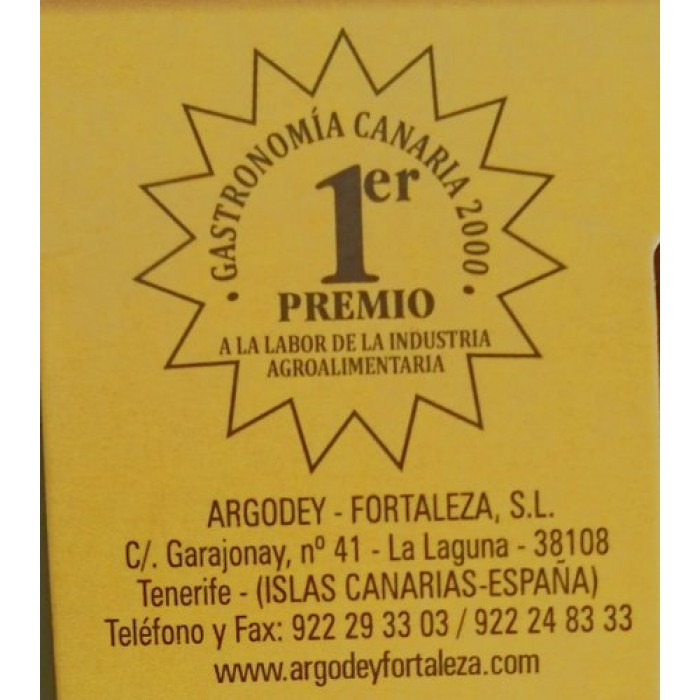 · GASTRONOMÍA CANARIA 2000 ·
1er
PREMIO
A LA LABOR DE LA INDUSTRIA
AGROALIMENTARIA
ARGODEY - FORTALEZA, S.L.
C/. Garajonay, nº 41 - La Laguna - 38108
Tenerife - (ISLAS CANARIAS-ESPAÑA)
Teléfono y Fax: 922 29 33 03 / 922 24 83 33
www.argodeyfortaleza.com